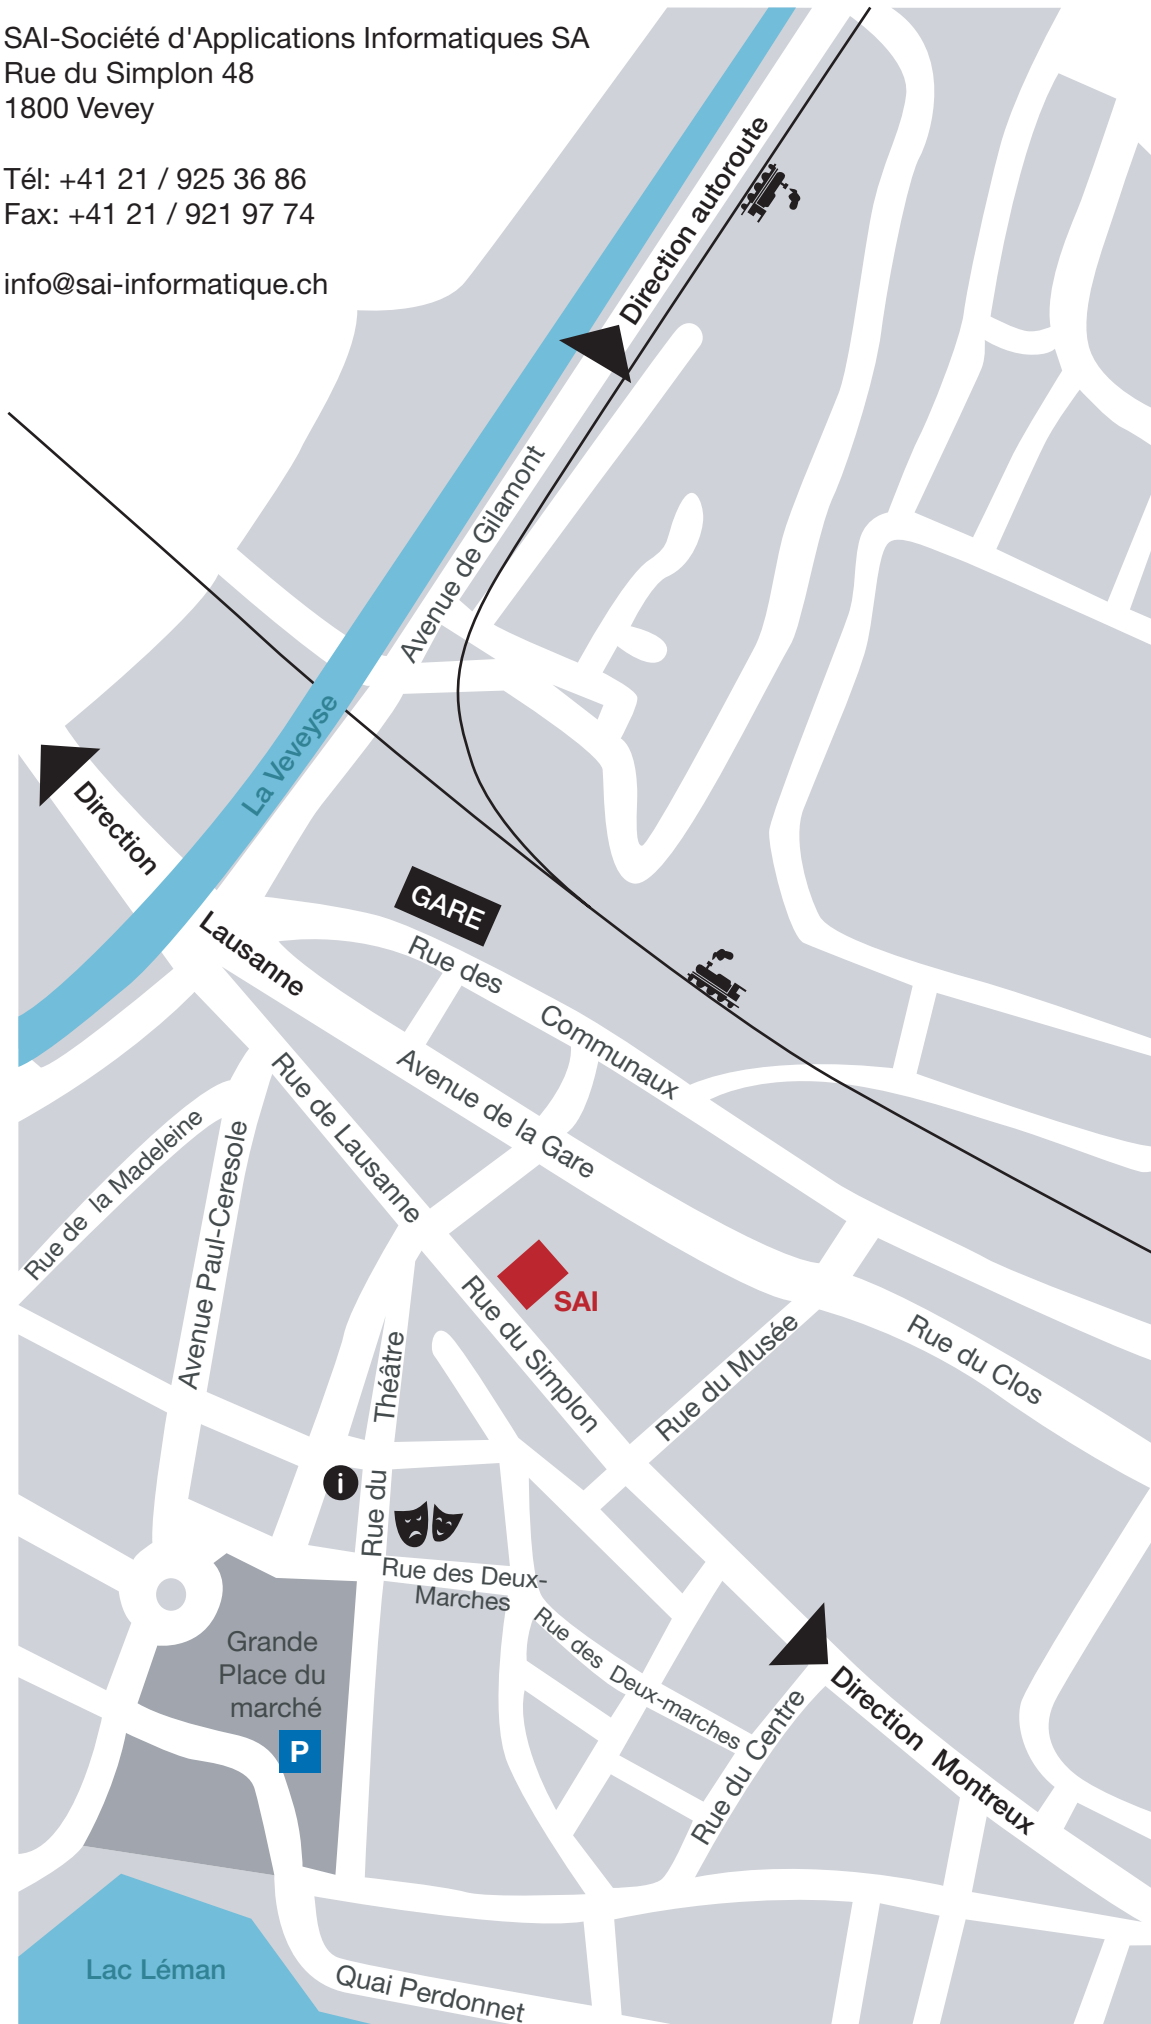 SAI-Société d'Applications Informatiques SA
Rue du Simplon 48
1800 Vevey
Tél: +41 21 / 925 36 86
Fax: +41 21 / 921 97 74
info@sai-informatique.ch
Direction autoroute
Avenue de Gilamont
La Veveyse
Direction
Lausanne
GARE
Rue des Communaux
Avenue de la Gare
Rue de Lausanne
Rue de la Madeleine
Avenue Paul-Ceresole
SAI
Rue du Simplon
Rue du Musée
Rue du Clos
Rue du Théâtre
i
Rue des Deux-
Marches
Rue des Deux-marches
Grande
Place du
marché
P
Rue du Centre
Direction Montreux
Lac Léman
Quai Perdonnet